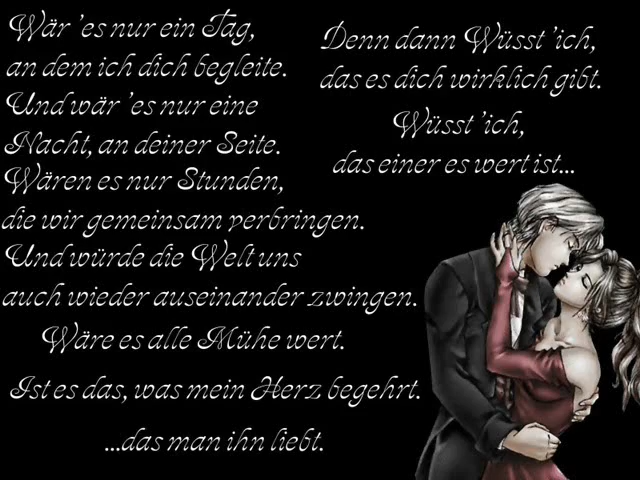 Wär 'es nur ein Tag,
an dem ich dich begleite.
Und wär 'es nur eine
Nacht, an deiner Seite.
Wären es nur Stunden,
die wir gemeinsam verbringen.
Und würde die Welt uns
auch wieder auseinander zwingen.
Wäre es alle Mühe wert.
Ist es das, was mein Herz begehrt.
Denn dann Wüsst 'ich,
das es dich wirklich gibt.
Wüsst 'ich,
das einer es wert ist...
...das man ihn liebt.